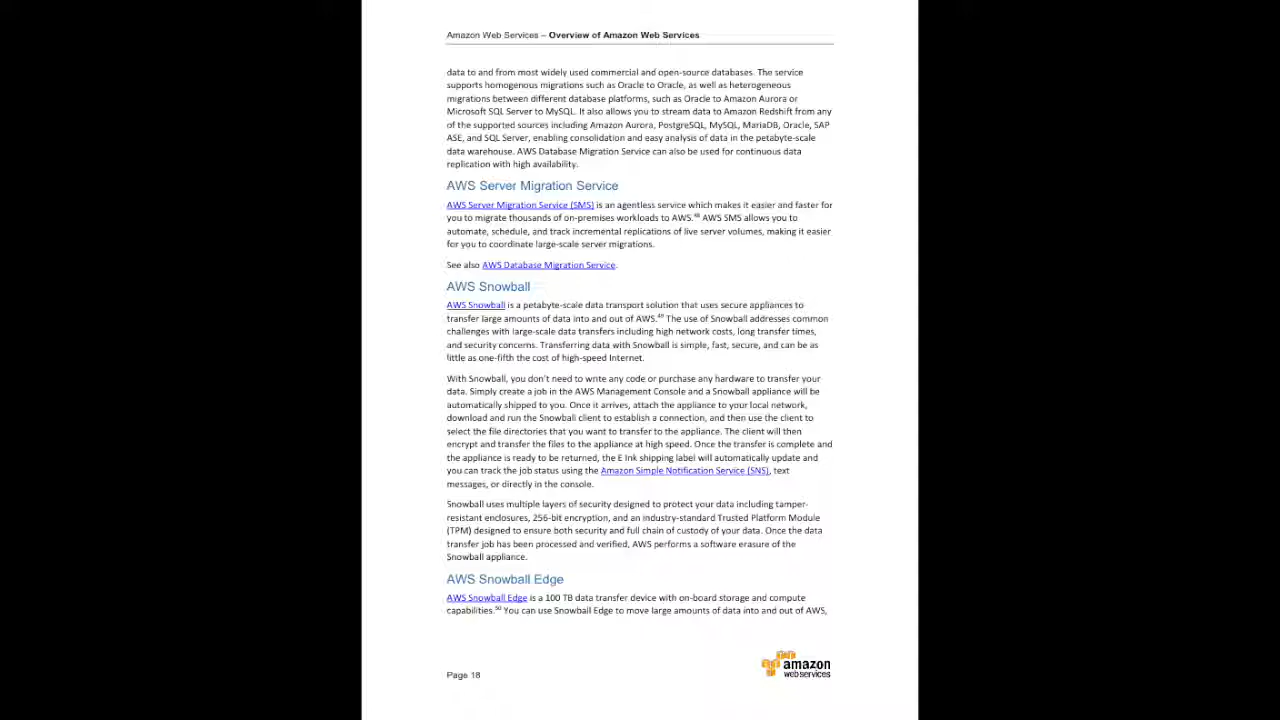 Amazon Web Services – Overview of Amazon Web Services
data to and from most widely used commercial and open-source databases. The service
supports homogenous migrations such as Oracle to Oracle, as well as heterogeneous
migrations between different database platforms, such as Oracle to Amazon Aurora or
Microsoft SQL Server to MySQL. It also allows you to stream data to Amazon Redshift from any
of the supported sources including Amazon Aurora, PostgreSQL, MySQL, MariaDB, Oracle, SAP
ASE, and SQL Server, enabling consolidation and easy analysis of data in the petabyte-scale
data warehouse. AWS Database Migration Service can also be used for continuous data
replication with high availability.
AWS Server Migration Service
AWS Server Migration Service (SMS) is an agentless service which makes it easier and faster for
you to migrate thousands of on-premises workloads to AWS.48 AWS SMS allows you to
automate, schedule, and track incremental replications of live server volumes, making it easier
for you to coordinate large-scale server migrations.
See also AWS Database Migration Service.
AWS Snowball
AWS Snowball is a petabyte-scale data transport solution that uses secure appliances to
transfer large amounts of data into and out of AWS.49 The use of Snowball addresses common
challenges with large-scale data transfers including high network costs, long transfer times,
and security concerns. Transferring data with Snowball is simple, fast, secure, and can be as
little as one-fifth the cost of high-speed Internet.
With Snowball, you don't need to write any code or purchase any hardware to transfer your
data. Simply create a job in the AWS Management Console and a Snowball appliance will be
automatically shipped to you. Once it arrives, attach the appliance to your local network,
download and run the Snowball client to establish a connection, and then use the client to
select the file directories that you want to transfer to the appliance. The client will then
encrypt and transfer the files to the appliance at high speed. Once the transfer is complete and
the appliance is ready to be returned, the E Ink shipping label will automatically update and
you can track the job status using the Amazon Simple Notification Service (SNS), text
messages, or directly in the console.
Snowball uses multiple layers of security designed to protect your data including tamper-
resistant enclosures, 256-bit encryption, and an industry-standard Trusted Platform Module
(TPM) designed to ensure both security and full chain of custody of your data. Once the data
transfer job has been processed and verified, AWS performs a software erasure of the
Snowball appliance.
AWS Snowball Edge
AWS Snowball Edge is a 100 TB data transfer device with on-board storage and compute
capabilities.50 You can use Snowball Edge to move large amounts of data into and out of AWS,
Page 18
amazon
webservices